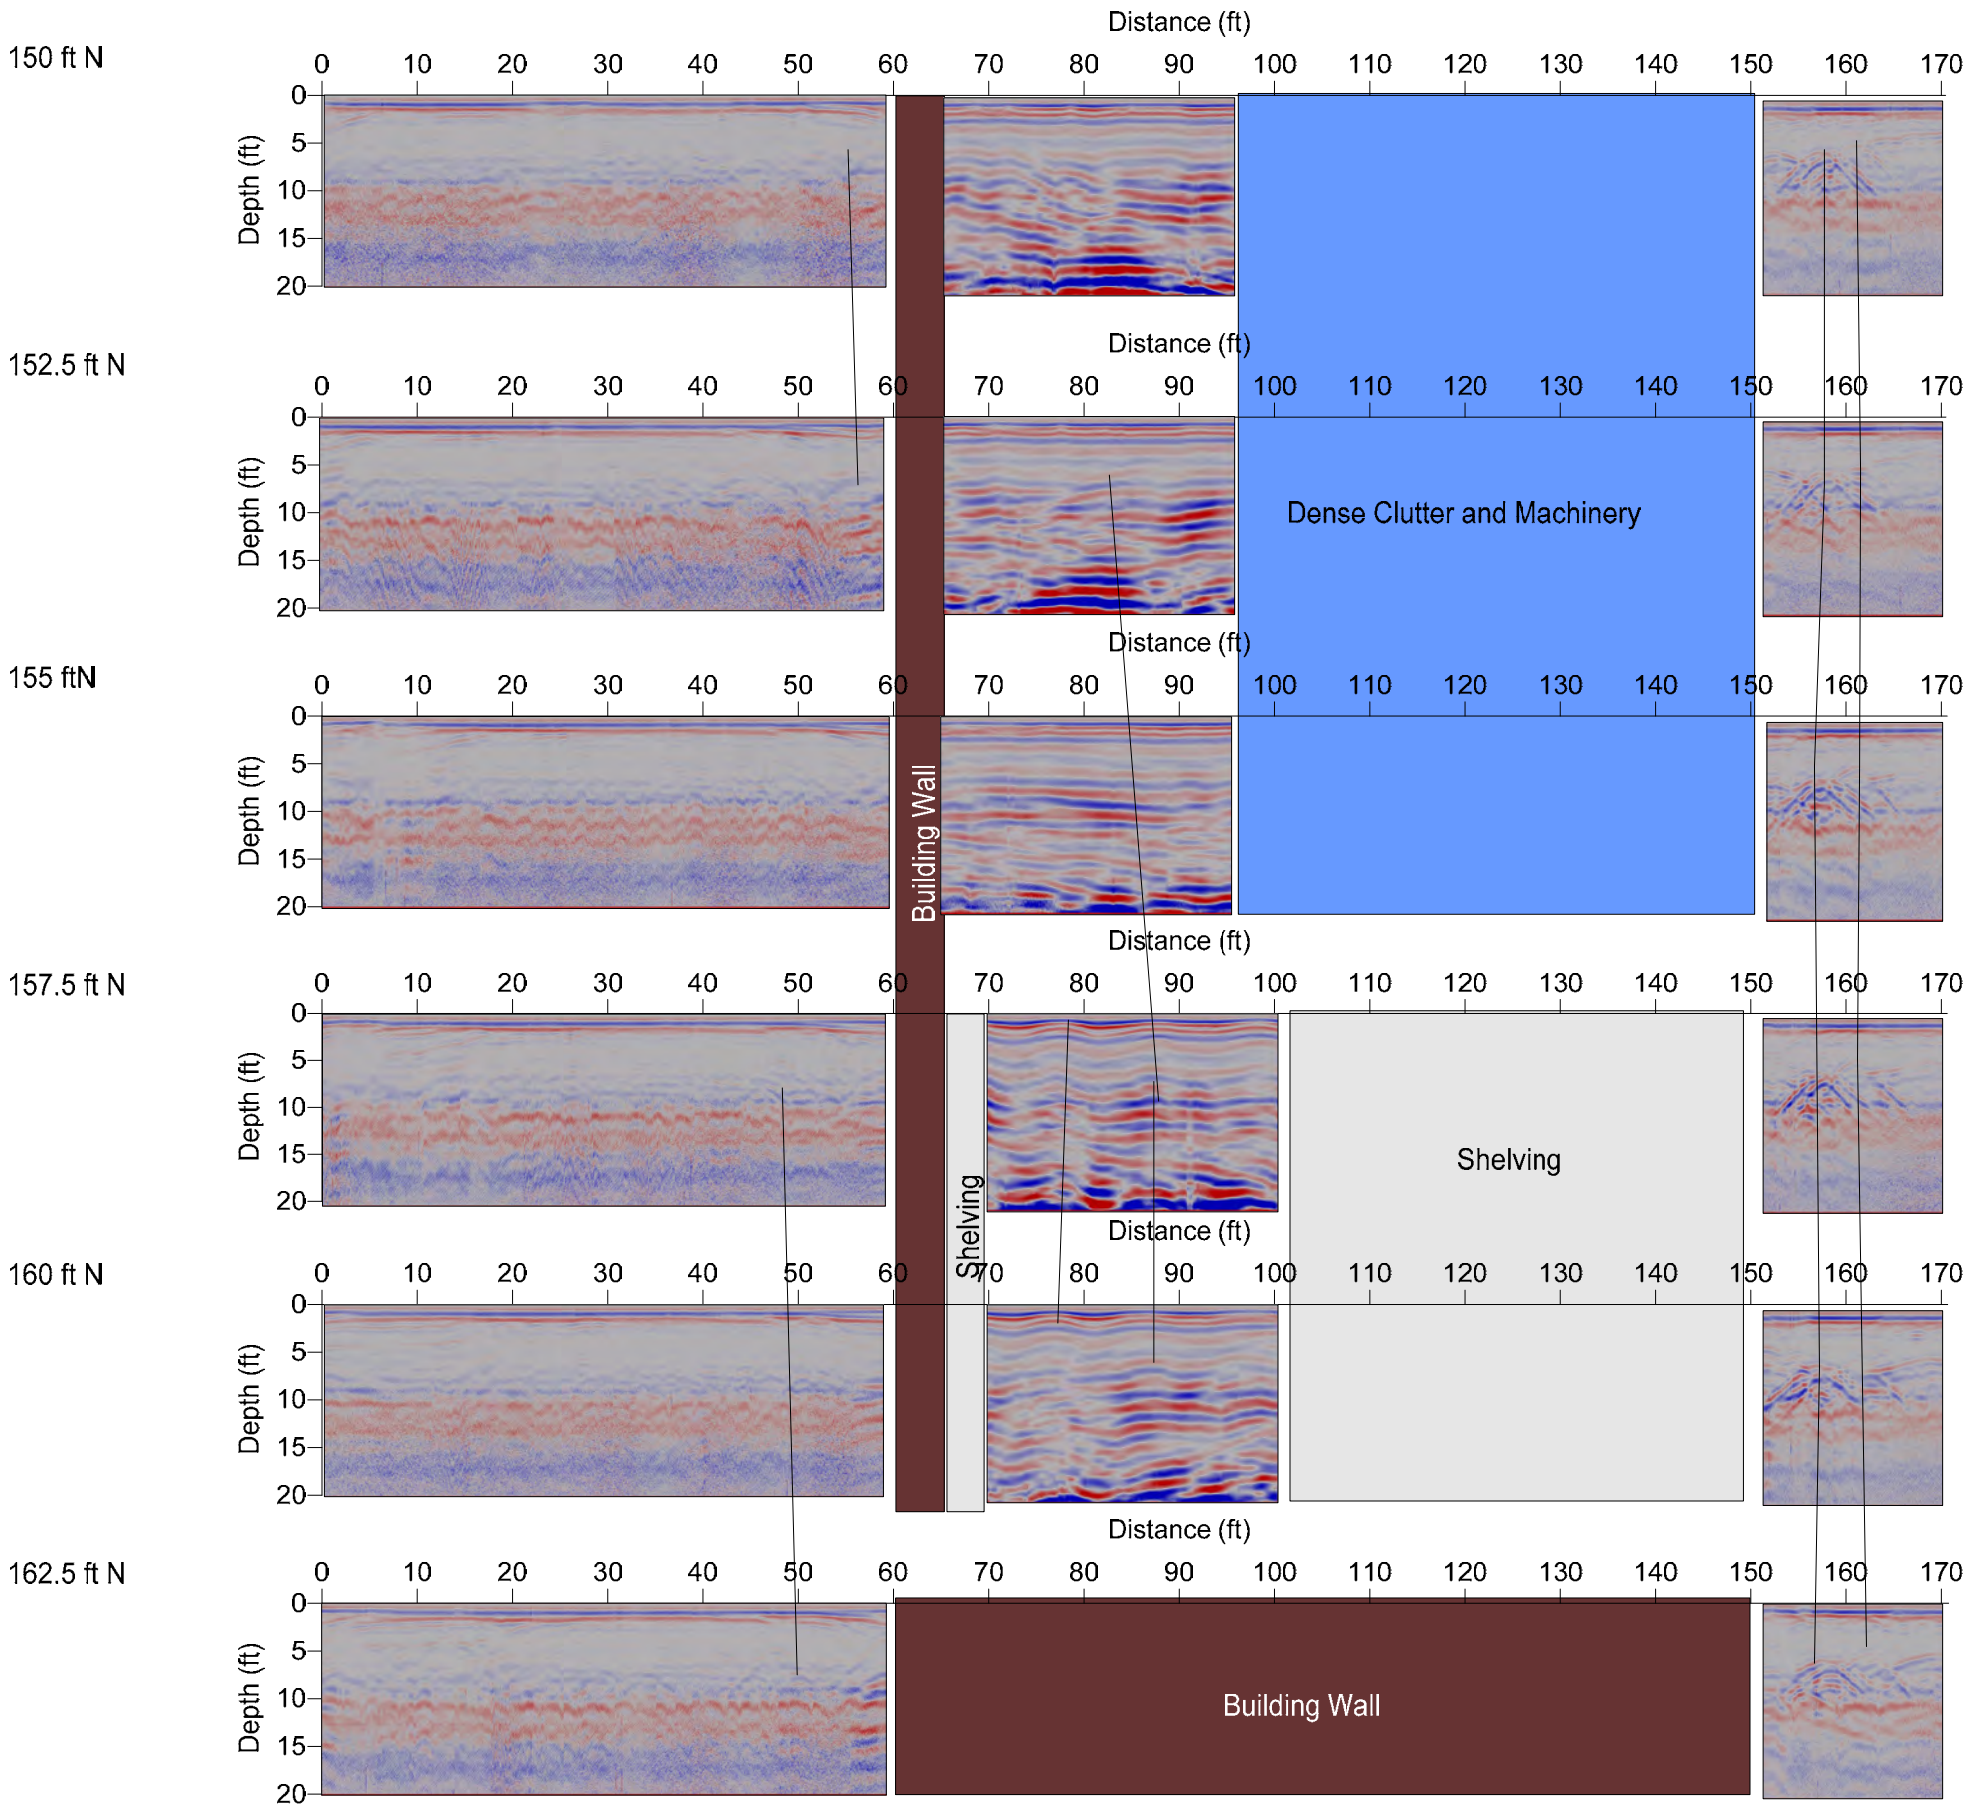 Distance (ft)
150 ft N
0 10 20 30 40 50 60 70 80 90 100 110 120 130 140 150 160 170
0
5
10
15
20
Depth (ft)
Distance (ft)
152.5 ft N
0 10 20 30 40 50 60 70 80 90 100 110 120 130 140 150 160 170
0
5
10
15
20
Depth (ft)
Dense Clutter and Machinery
Distance (ft)
155 ftN
0 10 20 30 40 50 60 70 80 90 100 110 120 130 140 150 160 170
0
5
10
15
20
Depth (ft)
Building Wall
Distance (ft)
157.5 ft N
0 10 20 30 40 50 60 70 80 90 100 110 120 130 140 150 160 170
0
5
10
15
20
Depth (ft)
Shelving
Shelving
Distance (ft)
160 ft N
0 10 20 30 40 50 60 70 80 90 100 110 120 130 140 150 160 170
0
5
10
15
20
Depth (ft)
Distance (ft)
162.5 ft N
0 10 20 30 40 50 60 70 80 90 100 110 120 130 140 150 160 170
0
5
10
15
20
Depth (ft)
Building Wall